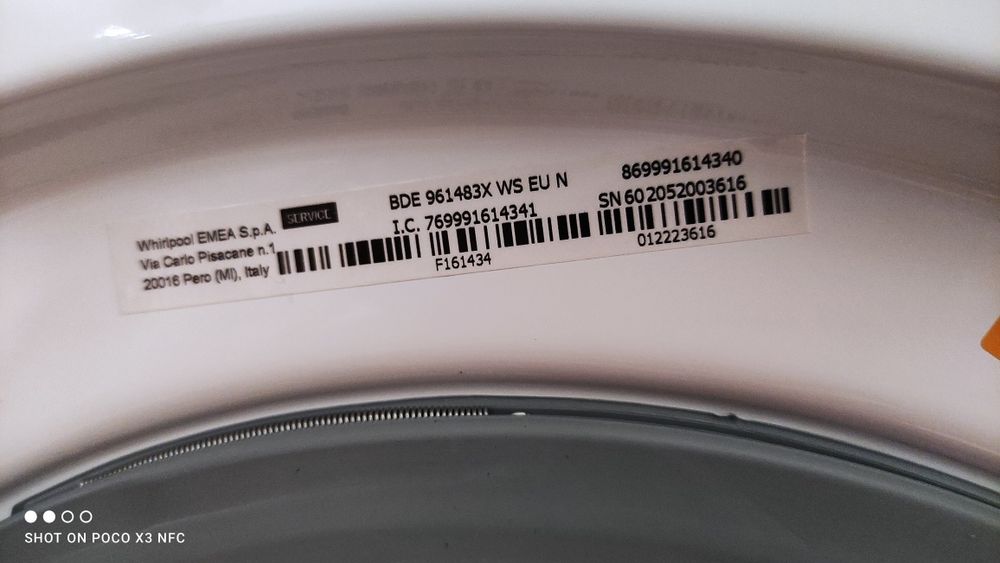 Whirlpool EMEA S.p.A.
Via Carlo Pisacane n.1
20016 Pero (MI), Italy
SERVICE
BDE 961483X WS EU N
I.C. 769991614341
F161434
869991614340
SN 602052003616
012223616
SHOT ON POCO X3 NFC